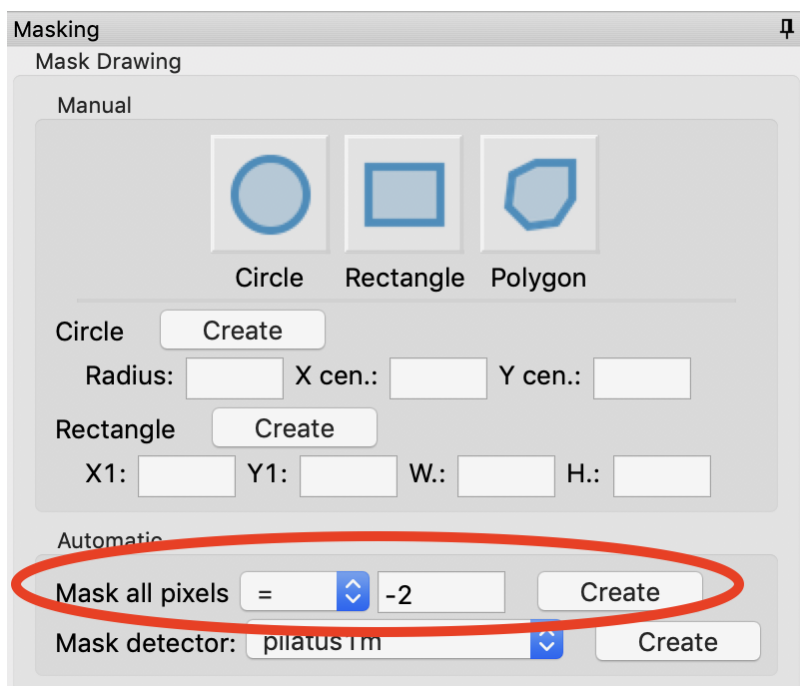 Masking
Mask Drawing
Manual
Circle Rectangle Polygon
Circle Create
Radius: X cen.: Y cen.:
Rectangle Create
X1: Y1: W.: H.:
Automatic
Mask all pixels = -2 Create
Mask detector: pilatus1m Create